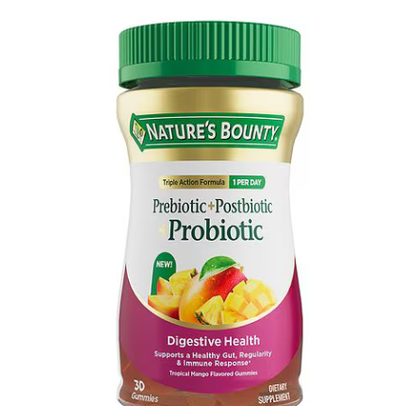 NATURE'S BOUNTY®
Triple Action Formula 1 PER DAY
Prebiotic + Postbiotic
+ Probiotic
NEW!
Digestive Health
Supports a Healthy Gut, Regularity
& Immune Response*
Tropical Mango Flavored Gummies
30
Gummies
DIETARY
SUPPLEMENT